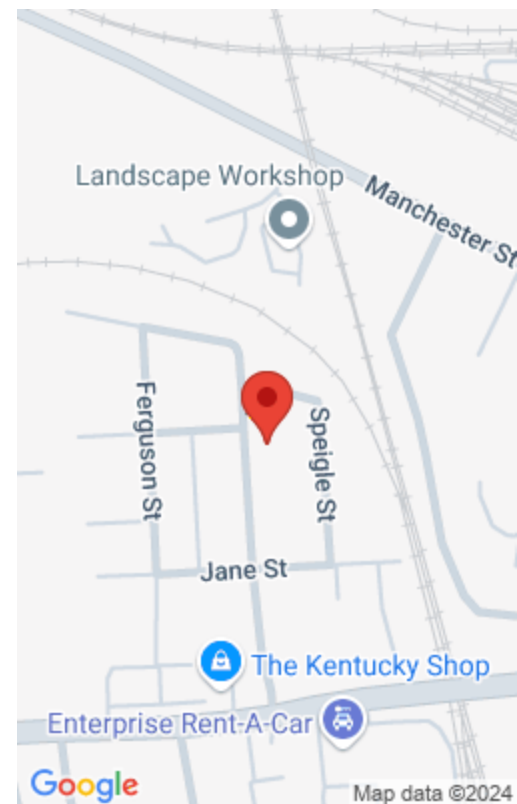 Landscape Workshop
Manchester St
Ferguson St
Speigle St
Jane St
The Kentucky Shop
Enterprise Rent-A-Car
Google
Map data ©2024